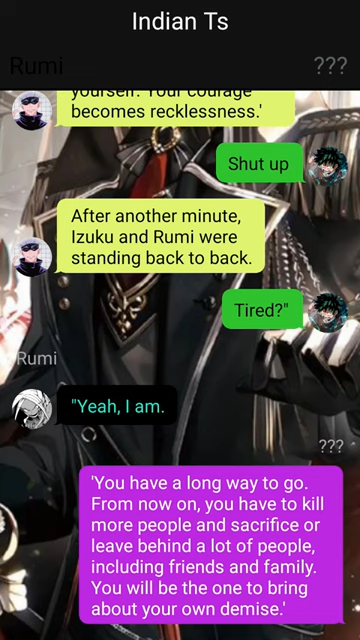 Indian Ts
Rumi
???
yourself. Your courage
becomes recklessness.'
Shut up
After another minute,
Izuku and Rumi were
standing back to back.
Tired?"
Rumi
"Yeah, I am.
???
'You have a long way to go.
From now on, you have to kill
more people and sacrifice or
leave behind a lot of people,
including friends and family.
You will be the one to bring
about your own demise.'